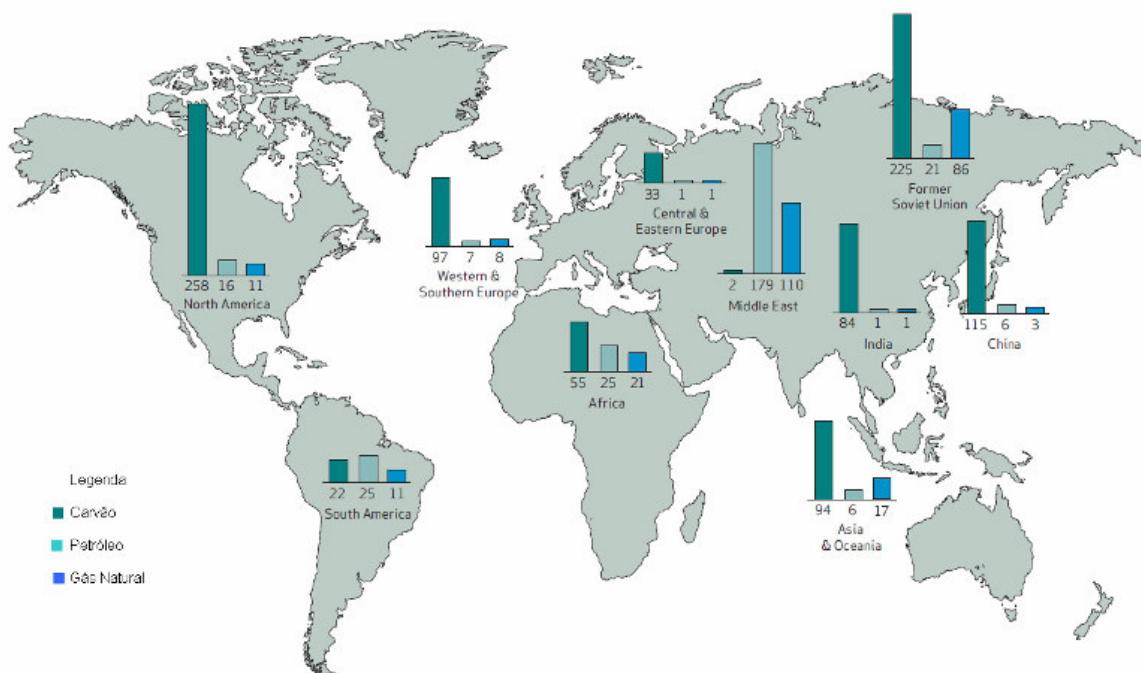 225 21 86
Former
Soviet Union
33 1 1
Central &
Eastern Europe
97 7 8
Western &
Southern Europe
258 16 11
North America
2 179 110
Middle East
84 1 1
India
115 6 3
China
55 25 21
Africa
22 25 11
South America
94 6 17
Asia
& Oceania
Legenda
Carvão
Petróleo
Gás Natural